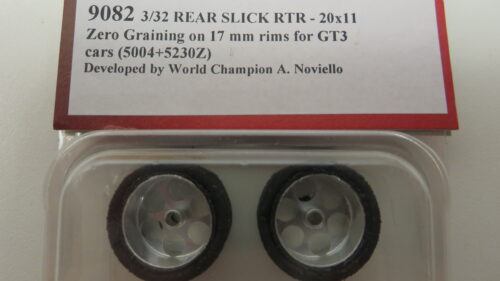 9082 3/32 REAR SLICK RTR - 20x11
Zero Graining on 17 mm rims for GT3
cars (5004+5230Z)
Developed by World Champion A. Noviello